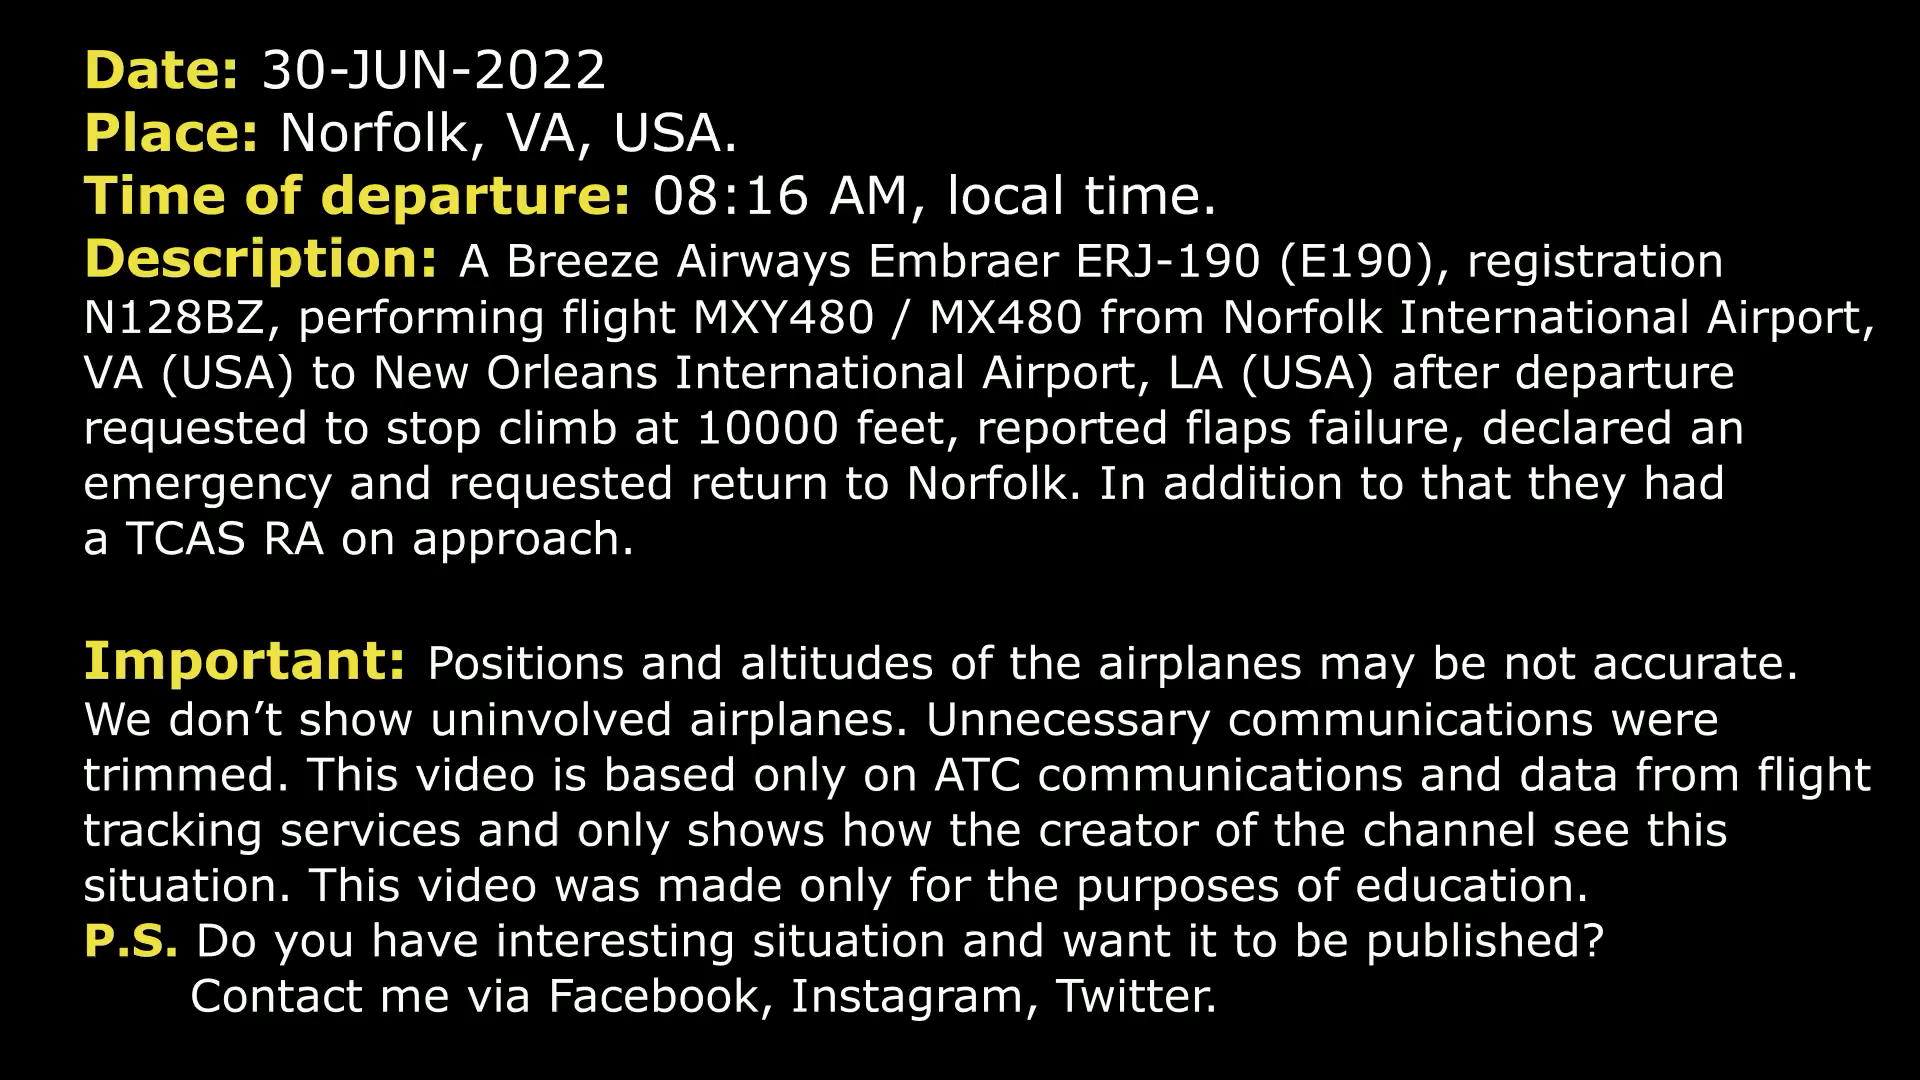 Date: 30-JUN-2022
Place: Norfolk, VA, USA.
Time of departure: 08:16 AM, local time.
Description: A Breeze Airways Embraer ERJ-190 (E190), registration
N128BZ, performing flight MXY480 / MX480 from Norfolk International Airport,
VA (USA) to New Orleans International Airport, LA (USA) after departure
requested to stop climb at 10000 feet, reported flaps failure, declared an
emergency and requested return to Norfolk. In addition to that they had
a TCAS RA on approach.
Important: Positions and altitudes of the airplanes may be not accurate.
We don’t show uninvolved airplanes. Unnecessary communications were
trimmed. This video is based only on ATC communications and data from flight
tracking services and only shows how the creator of the channel see this
situation. This video was made only for the purposes of education.
P.S. Do you have interesting situation and want it to be published?
Contact me via Facebook, Instagram, Twitter.